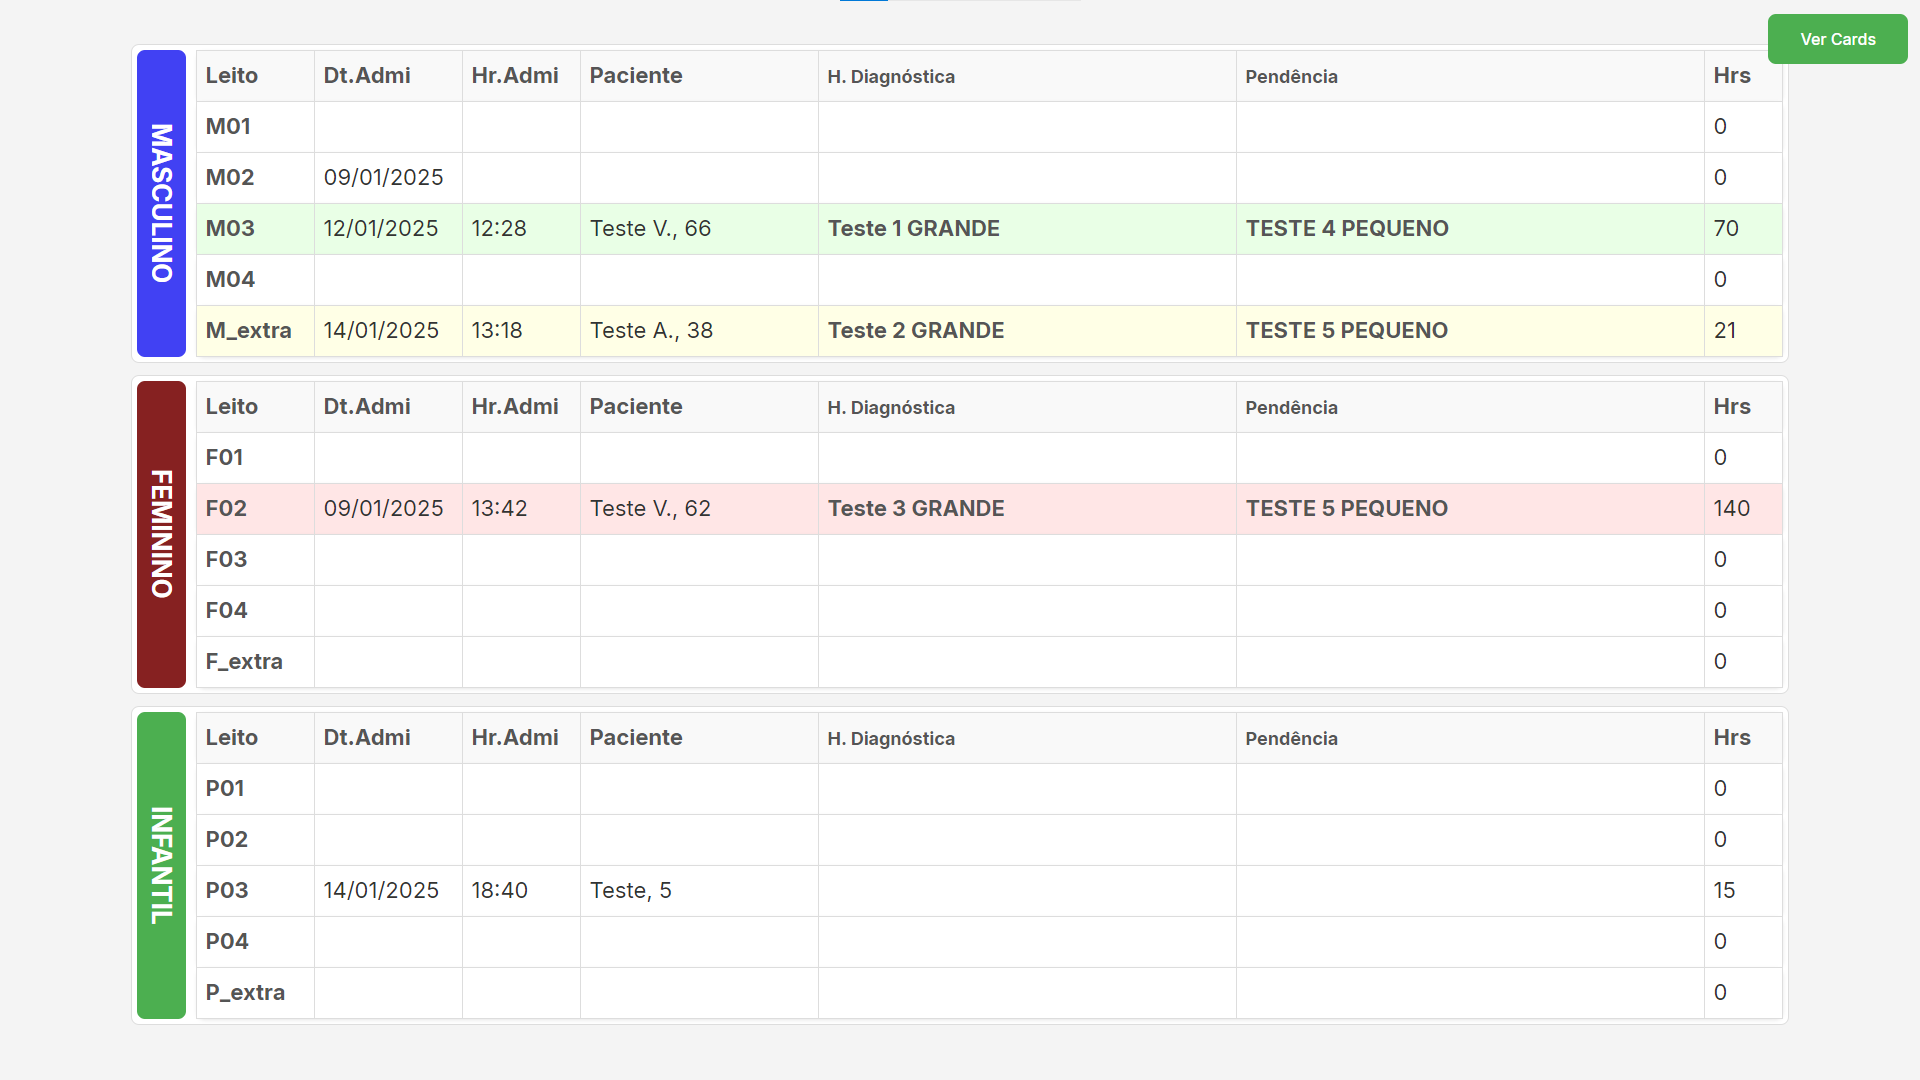 Ver Cards
MASCULINO
Leito Dt.Admi Hr.Admi Paciente H. Diagnóstica Pendência Hrs
M01 0
M02 09/01/2025 0
M03 12/01/2025 12:28 Teste V., 66 Teste 1 GRANDE TESTE 4 PEQUENO 70
M04 0
M_extra 14/01/2025 13:18 Teste A., 38 Teste 2 GRANDE TESTE 5 PEQUENO 21
FEMININO
Leito Dt.Admi Hr.Admi Paciente H. Diagnóstica Pendência Hrs
F01 0
F02 09/01/2025 13:42 Teste V., 62 Teste 3 GRANDE TESTE 5 PEQUENO 140
F03 0
F04 0
F_extra 0
INFANTIL
Leito Dt.Admi Hr.Admi Paciente H. Diagnóstica Pendência Hrs
P01 0
P02 0
P03 14/01/2025 18:40 Teste, 5 15
P04 0
P_extra 0